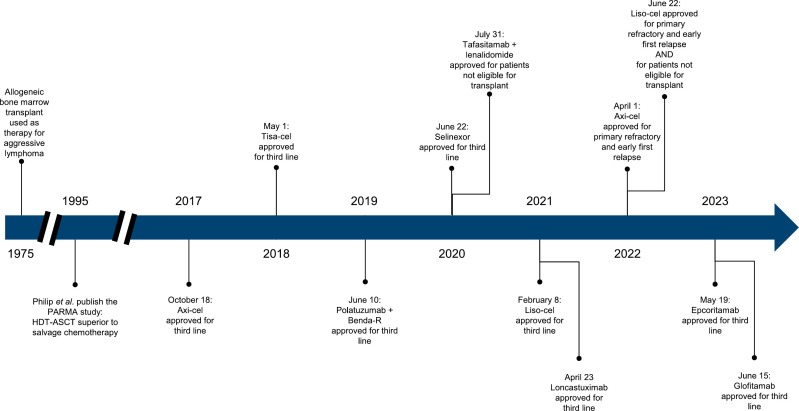 Allogeneic
bone marrow
transplant
used as
therapy for
aggressive
lymphoma
May 1:
Tisa-cel
approved
for third line
June 22:
Selinexor
approved for third
line
July 31:
Tafasitamab +
lenalidomide
approved for patients
not eligible for
transplant
April 1:
Axi-cel
approved for
primary refractory
and early first
relapse
June 22:
Liso-cel approved
for primary
refractory and early
first relapse
AND
for patients not
eligible for
transplant
1995
2017
2019
2021
2023
1975
2018
2020
2022
Philip et al. publish the
PARMA study:
HDT-ASCT superior to
salvage chemotherapy
October 18:
Axi-cel
approved for
third line
June 10:
Polatuzumab +
Benda-R
approved for third line
February 8:
Liso-cel
approved for
third line
April 23
Loncastuximab
approved for
third line
May 19:
Epcoritamab
approved for third
line
June 15:
Glofitamab
approved for third
line